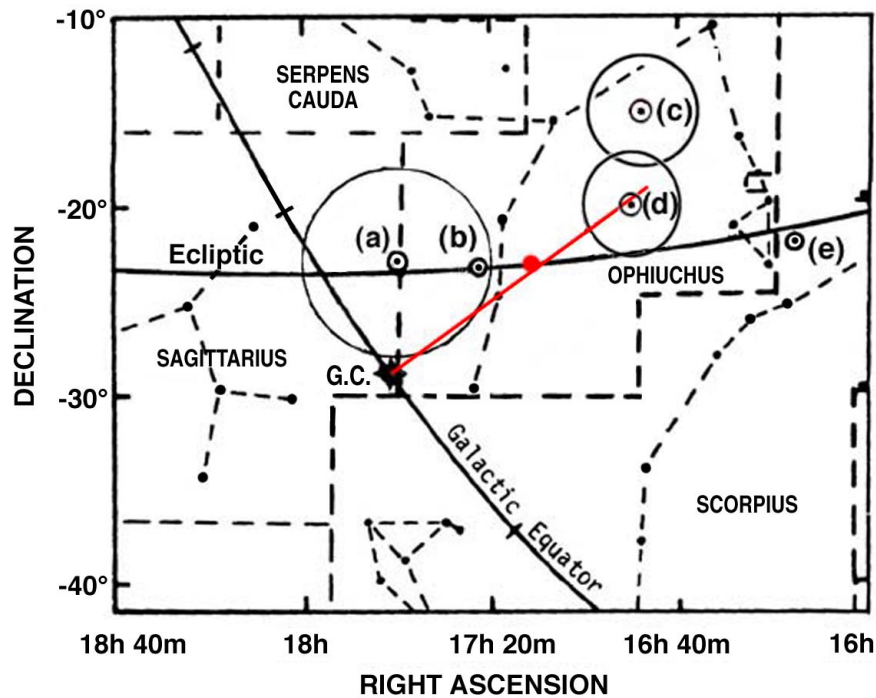 -10°
SERPENS
CAUDA
(c)
-20°
(d)
(a)
(b)
(e)
Ecliptic
OPHIUCHUS
DECLINATION
SAGITTARIUS
G.C.
-30°
Galactic Equator
SCORPIUS
-40°
18h 40m
18h
17h 20m
16h 40m
16h
RIGHT ASCENSION